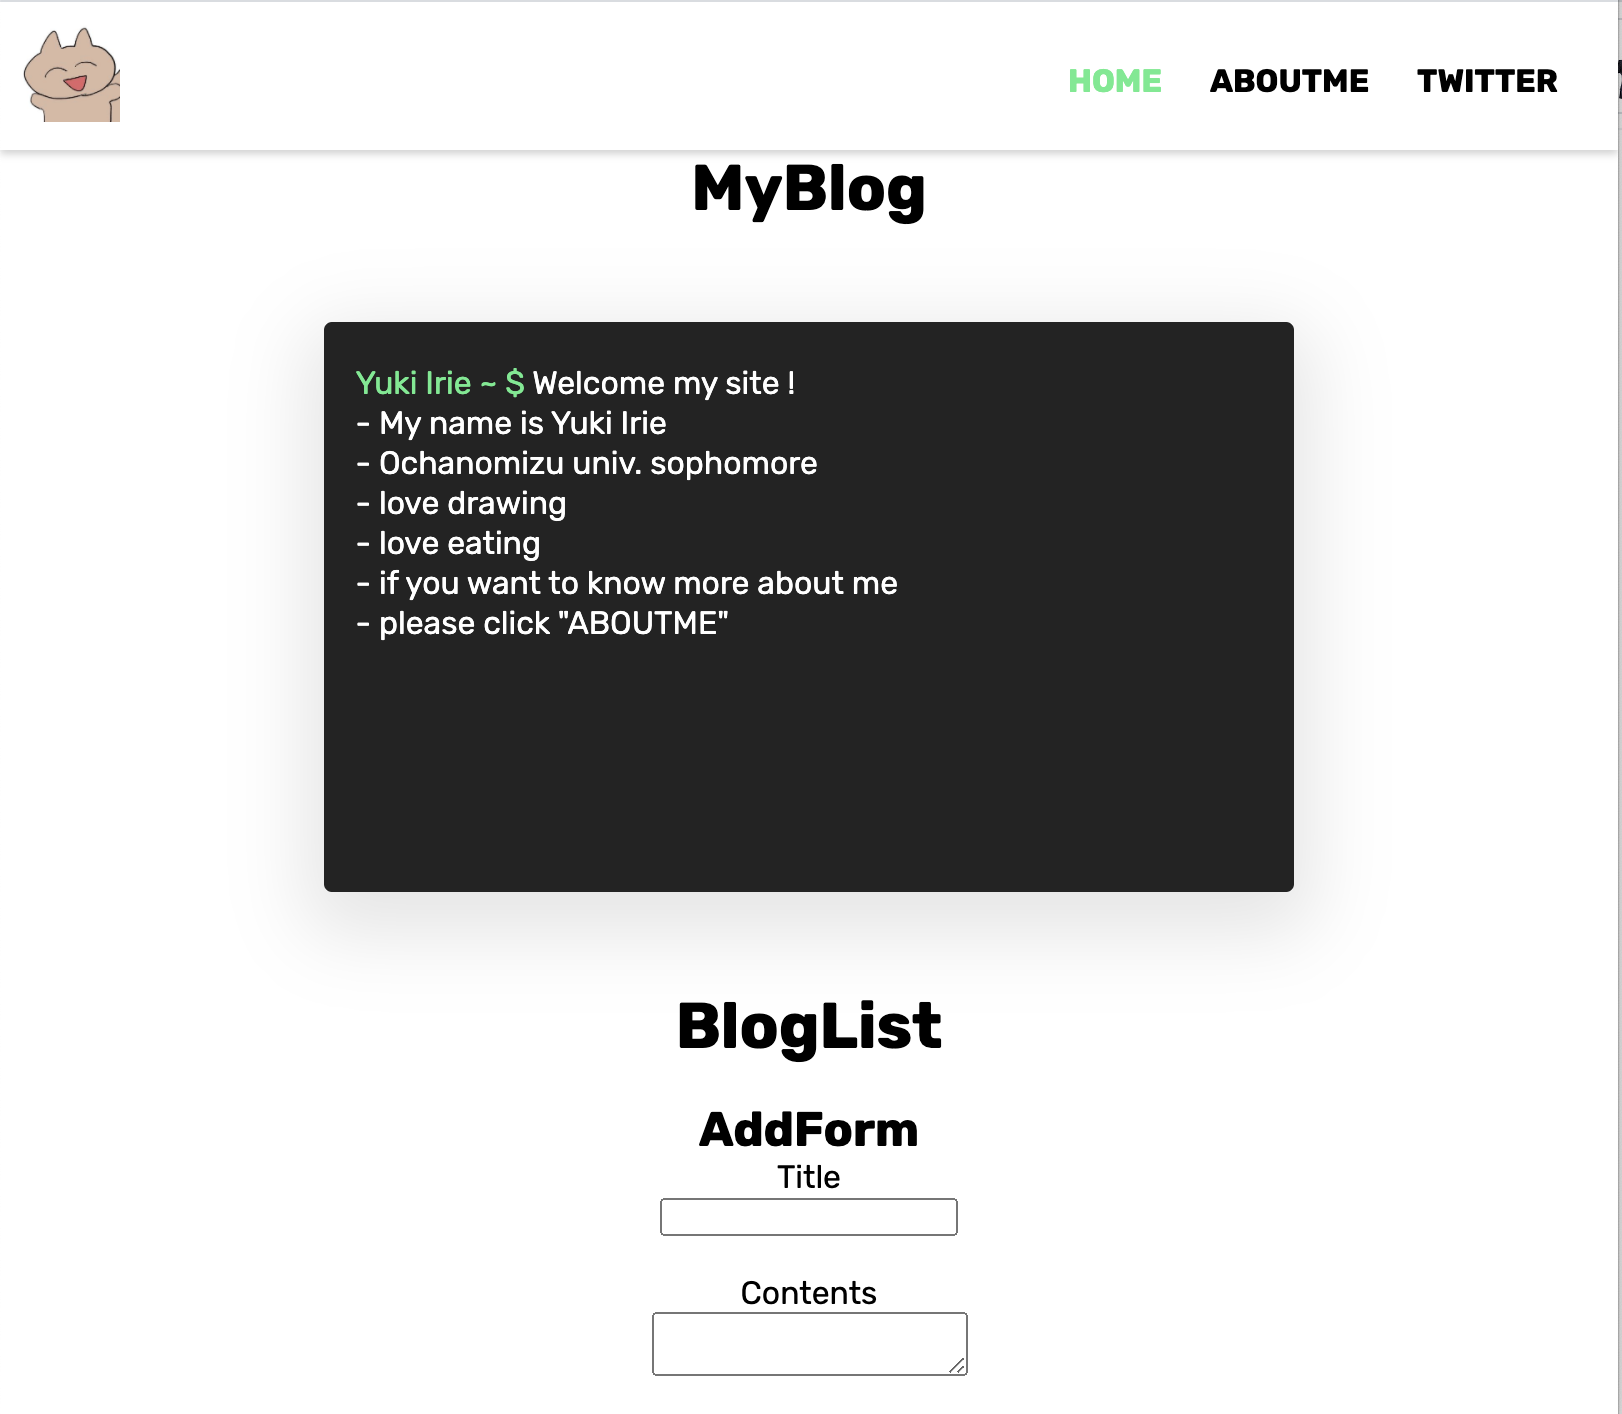 HOME ABOUTME TWITTER
MyBlog
Yuki Irie ~ $ Welcome my site !
- My name is Yuki Irie
- Ochanomizu univ. sophomore
- love drawing
- love eating
- if you want to know more about me
- please click "ABOUTME"
BlogList
AddForm
Title
Contents